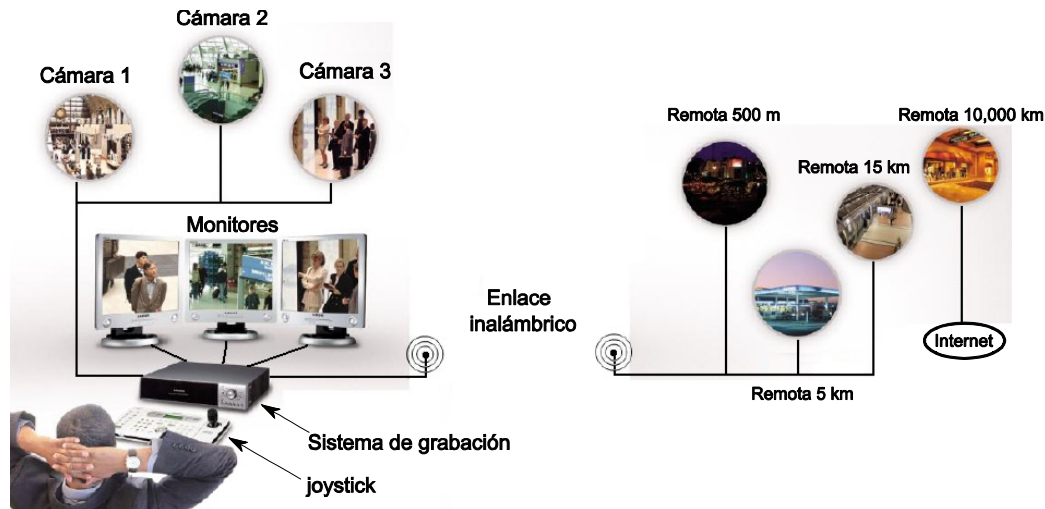 Cámara 2
Cámara 1
Cámara 3
Monitores
Enlace
inalámbrico
Sistema de grabación
joystick
Remota 500 m
Remota 10,000 km
Remota 15 km
Internet
Remota 5 km